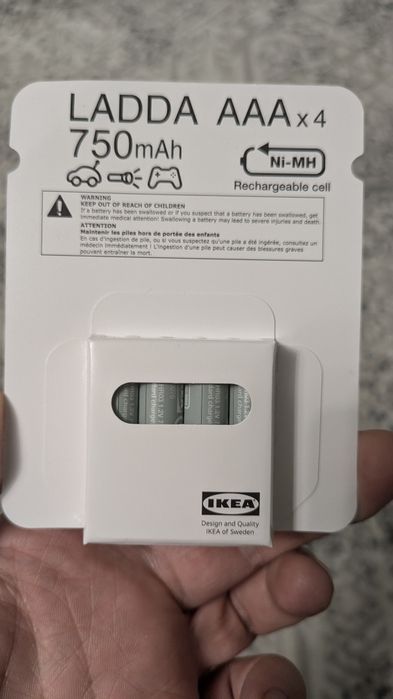 LADDA AAA x 4
750mAh
Ni-MH
Rechargeable cell
WARNING
KEEP OUT OF REACH OF CHILDREN
If a battery has been swallowed or if you suspect that a battery has been swallowed, get
immediate medical attention! Swallowing a battery may lead to severe injuries and death.
ATTENTION
Maintenir les piles hors de portée des enfants
En cas d'ingestion de pile, ou si vous suspectez qu'une pile a été ingérée, consultez un
médecin immédiatement ! L'ingestion d'une pile peut causer des blessures graves
pouvant entraîner la mort.
HR03 1.2V
IKEA
Design and Quality
IKEA of Sweden